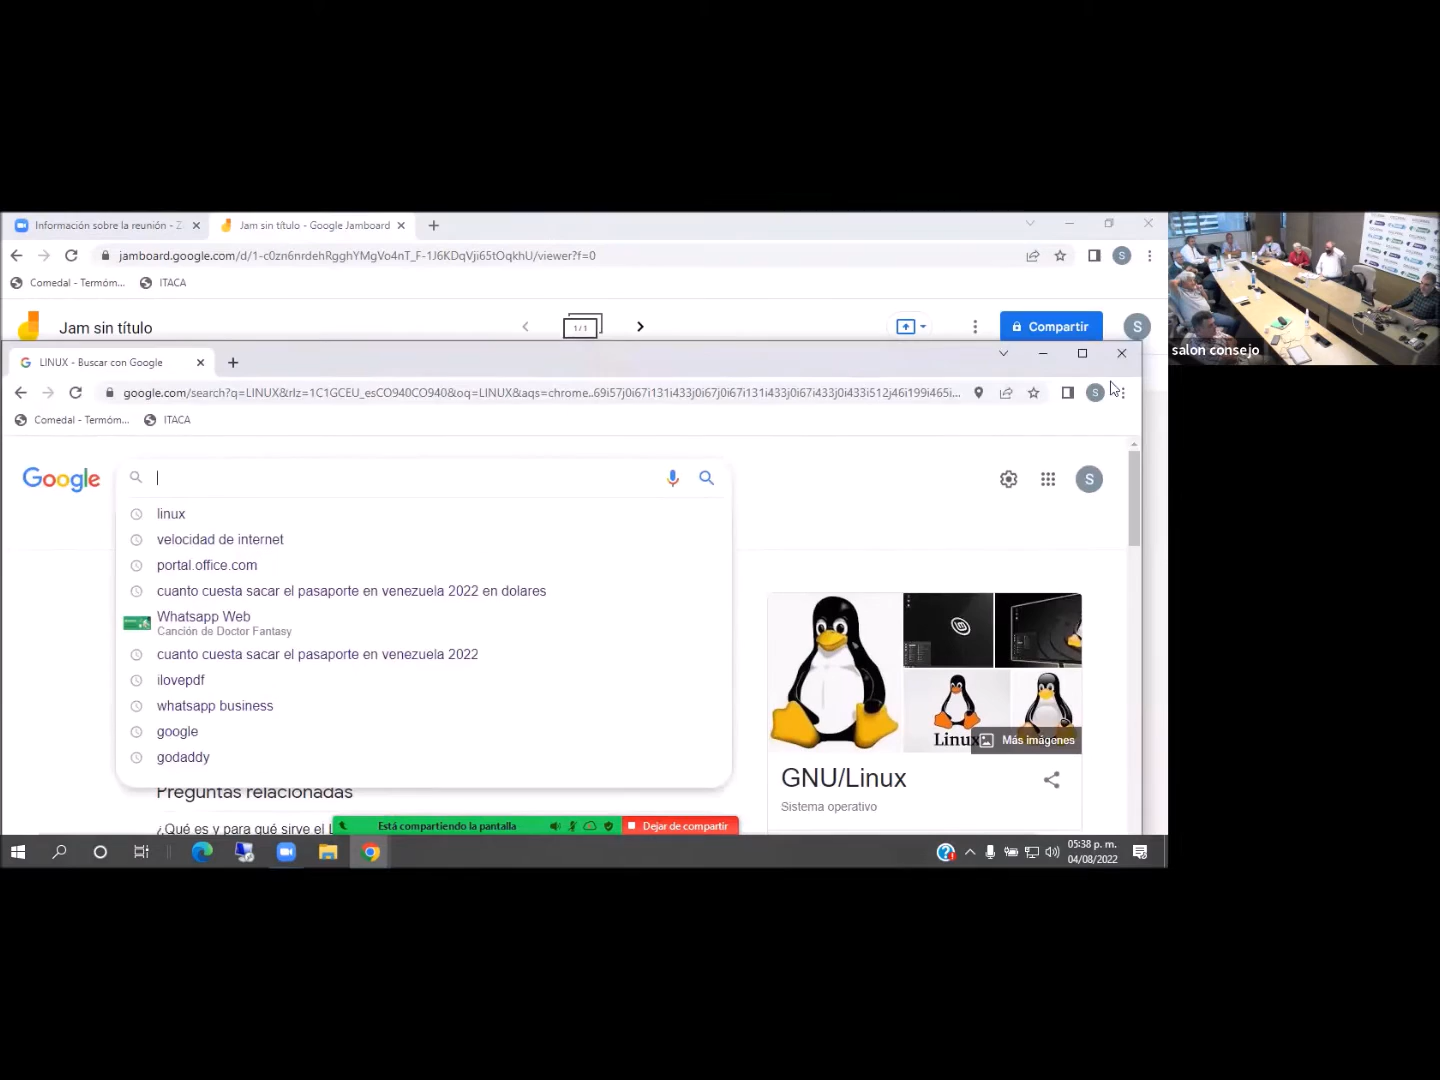 Información sobre la reunión - Z
Jam sin título - Google Jamboard
jamboard.google.com/d/1-c0zn6nrdehRgghYMgVo4nT_F-1J6KDqVji65tOqkhU/viewer?f=0
S
Comedal - Termóm...
ITACA
Jam sin título
1/1
Compartir
S
salon consejo
LINUX - Buscar con Google
google.com/search?q=LINUX&rlz=1C1GCEU_esCO940CO940&oq=LINUX&aqs=chrome..69i57j0i67i131i433j0i67j0i67i131i433j0i67i433j0i433i512j46i199i465i...
S
Comedal - Termóm...
ITACA
Google
S
linux
velocidad de internet
portal.office.com
cuanto cuesta sacar el pasaporte en venezuela 2022 en dolares
Whatsapp Web
Canción de Doctor Fantasy
cuanto cuesta sacar el pasaporte en venezuela 2022
ilovepdf
whatsapp business
google
godaddy
Linux
Más imágenes
GNU/Linux
Sistema operativo
Preguntas relacionadas
¿Qué es y para qué sirve el L
Está compartiendo la pantalla
Dejar de compartir
05:38 p. m.
04/08/2022